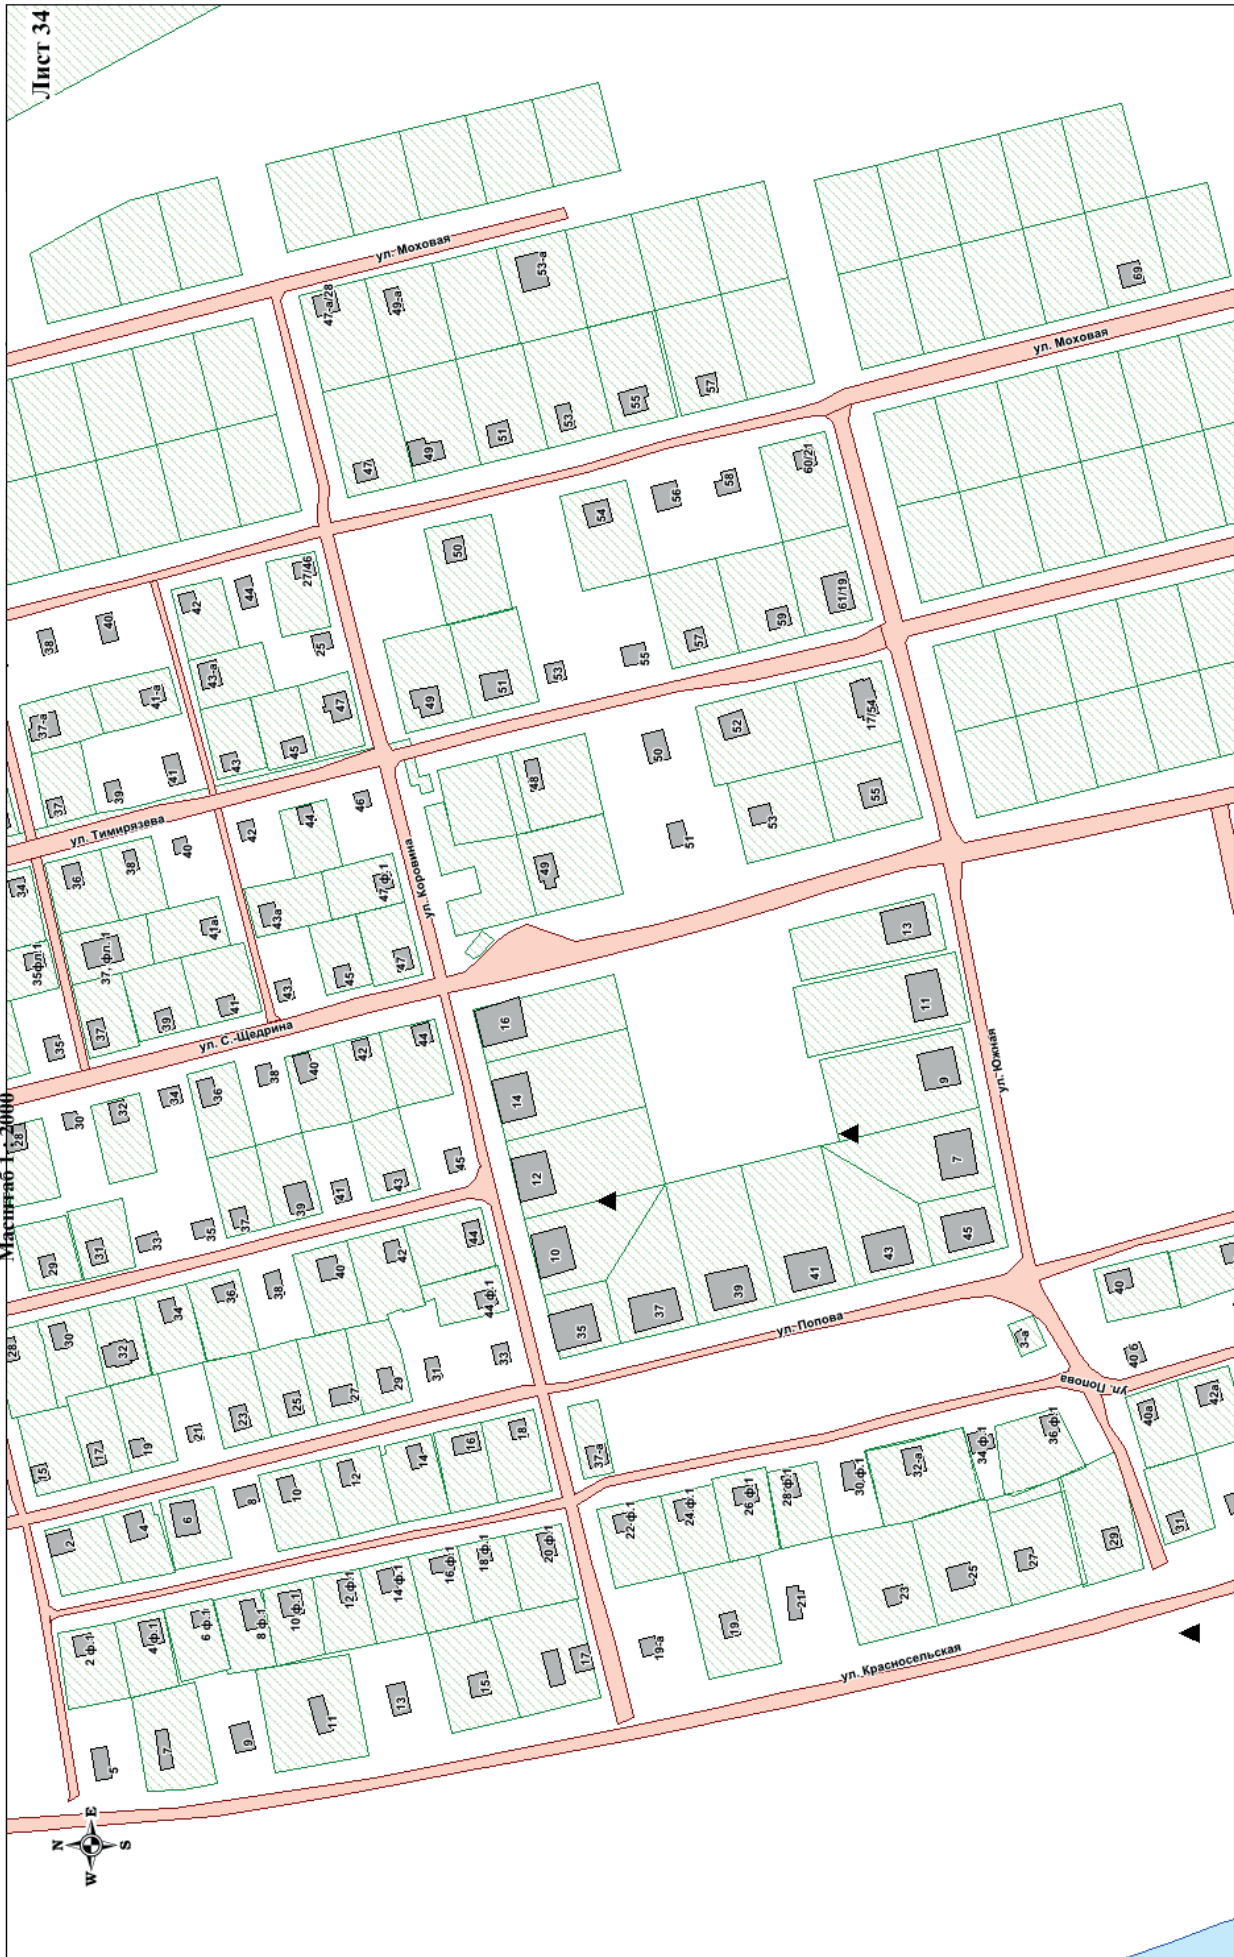 Лист 34
Масштаб 1 : 2000
N
E
S
W
ул. Моховая
ул. Моховая
ул. Тимирязева
ул. Коровина
ул. С.-Щедрина
ул. Южная
ул. Попова
ул. Попова
ул. Красносельская
47-а/28
49-а
53-а
69
47
49
51
53
55
57
38
40
42
44
27/46
25
50
54
56
58
60/21
37-а
41-а
43-а
47
45
43
37
39
41
49
51
53
55
57
59
61/19
48
49
50
51
52
53
55
17/54
34
36
38
40
42
44
46
35фл.1
37, фл. 1
41а
43а
47 ф.1
35
37
39
41
43
45
47
28
30
32
34
36
38
40
42
44
29
31
33
35
37
39
41
43
45
16
14
12
10
35
37
39
41
43
45
7
9
11
13
28
30
32
34
36
38
40
42
44
44 ф.1
15
17
19
21
23
25
27
29
31
33
2
4
6
8
10
12
14
16
18
2 ф.1
4 ф.1
6 ф.1
8 ф.1
10 ф.1
12 ф.1
14 ф.1
16 ф.1
18 ф.1
20 ф.1
5
7
9
11
13
15
17
37-а
22 ф.1
24 ф.1
26 ф.1
28 ф.1
30 ф.1
32-а
34 ф.1
36 ф.1
19-а
19
21
23
25
27
29
31
3-а
40
40 б
40а
42а